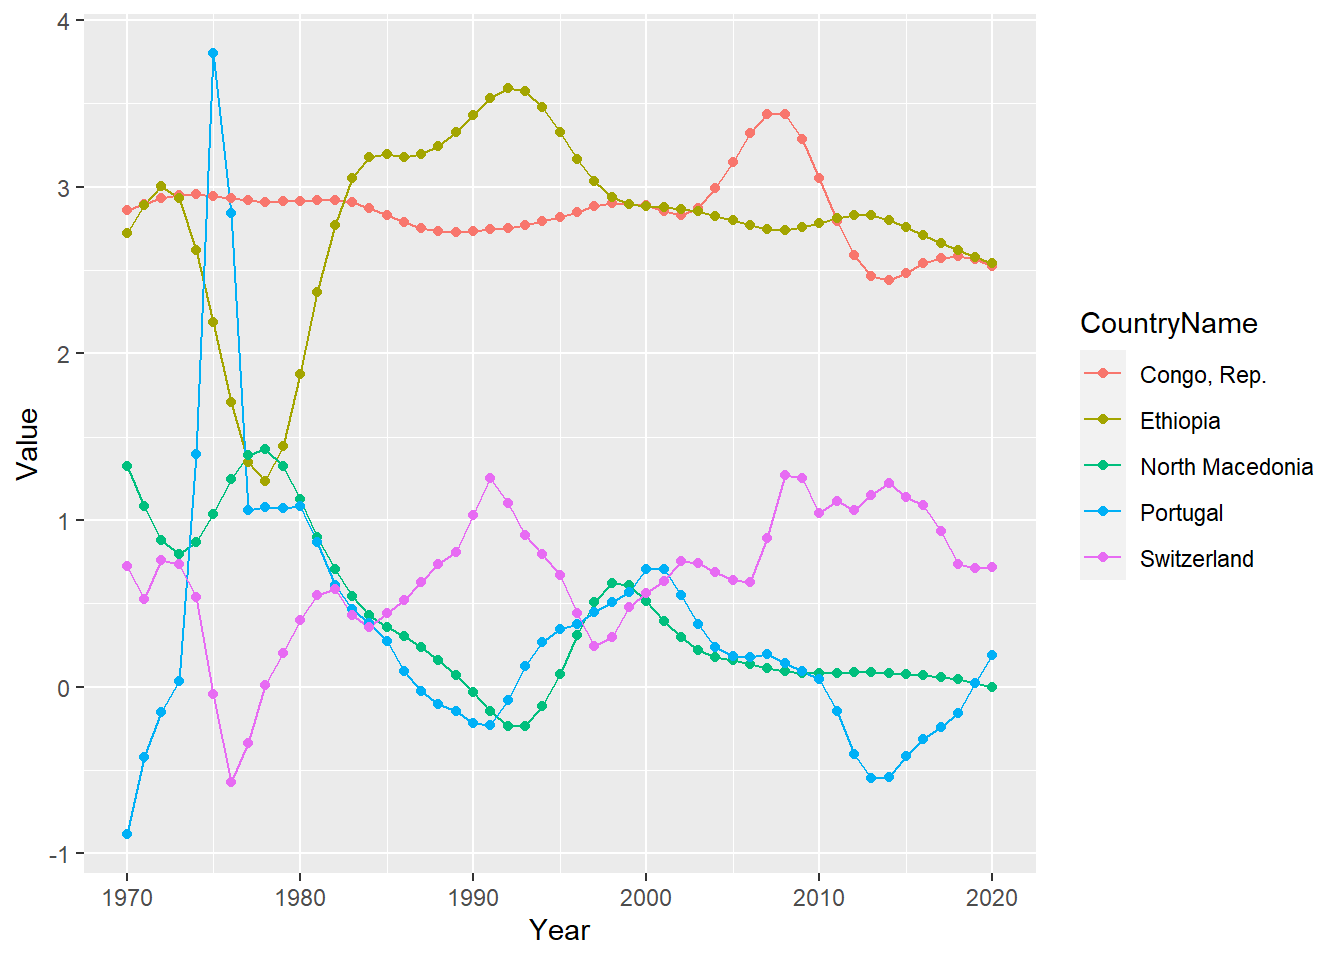 4
3
2
1
0
-1
Value
1970 1980 1990 2000 2010 2020
Year
CountryName
Congo, Rep.
Ethiopia
North Macedonia
Portugal
Switzerland